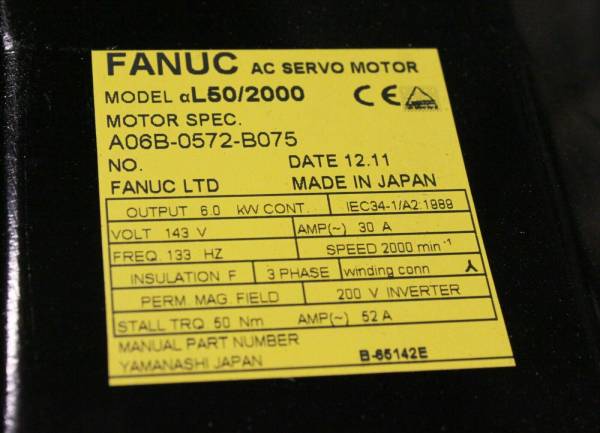 FANUC AC SERVO MOTOR
MODEL αL50/2000 CE
MOTOR SPEC.
A06B-0572-B075
NO. DATE 12.11
FANUC LTD MADE IN JAPAN
OUTPUT 6.0 kW CONT. IEC34-1/A2:1989
VOLT 143 V AMP(~) 30 A
FREQ. 133 HZ SPEED 2000 min⁻¹
INSULATION F 3 PHASE winding conn
PERM. MAG. FIELD 200 V INVERTER
STALL TRQ. 50 Nm AMP(~) 52 A
MANUAL PART NUMBER B-65142E
YAMANASHI JAPAN